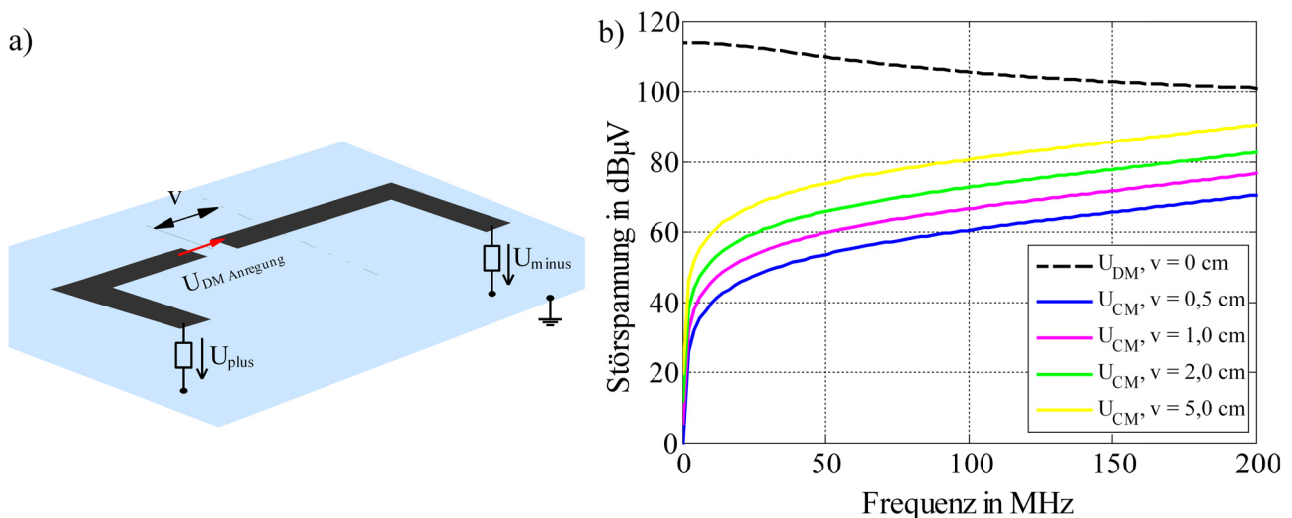 a)
v
U_DM Anregung
U_minus
U_plus
b)
Störspannung in dBµV
120
100
80
60
40
20
0
0 50 100 150 200
Frequenz in MHz
U_DM, v = 0 cm
U_CM, v = 0,5 cm
U_CM, v = 1,0 cm
U_CM, v = 2,0 cm
U_CM, v = 5,0 cm